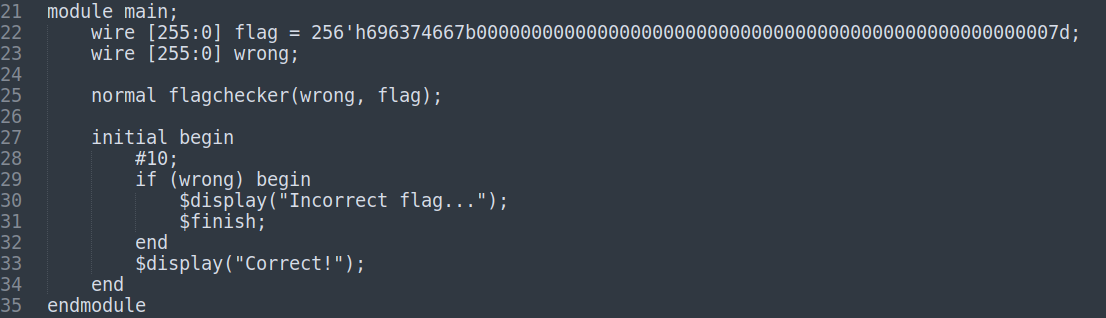 21 module main;
22 wire [255:0] flag = 256'h696374667b00000000000000000000000000000000000000000000000000007d;
23 wire [255:0] wrong;
24
25 normal flagchecker(wrong, flag);
26
27 initial begin
28 #10;
29 if (wrong) begin
30 $display("Incorrect flag...");
31 $finish;
32 end
33 $display("Correct!");
34 end
35 endmodule